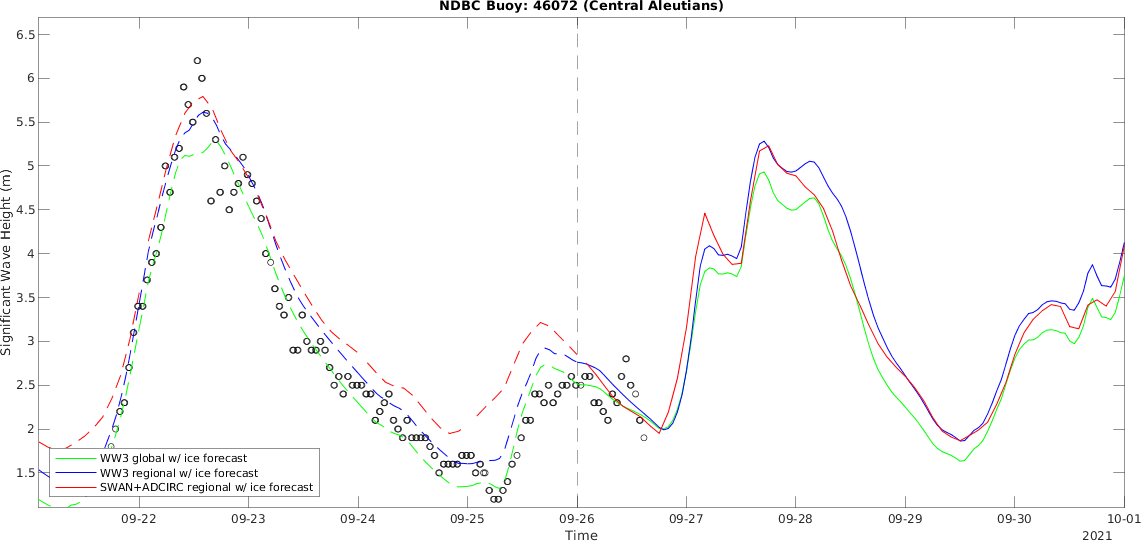 NDBC Buoy: 46072 (Central Aleutians)
6.5
6
5.5
5
4.5
4
3.5
3
2.5
2
1.5
Significant Wave Height (m)
WW3 global w/ ice forecast
WW3 regional w/ ice forecast
SWAN+ADCIRC regional w/ ice forecast
09-22 09-23 09-24 09-25 09-26 09-27 09-28 09-29 09-30 10-01
Time
2021